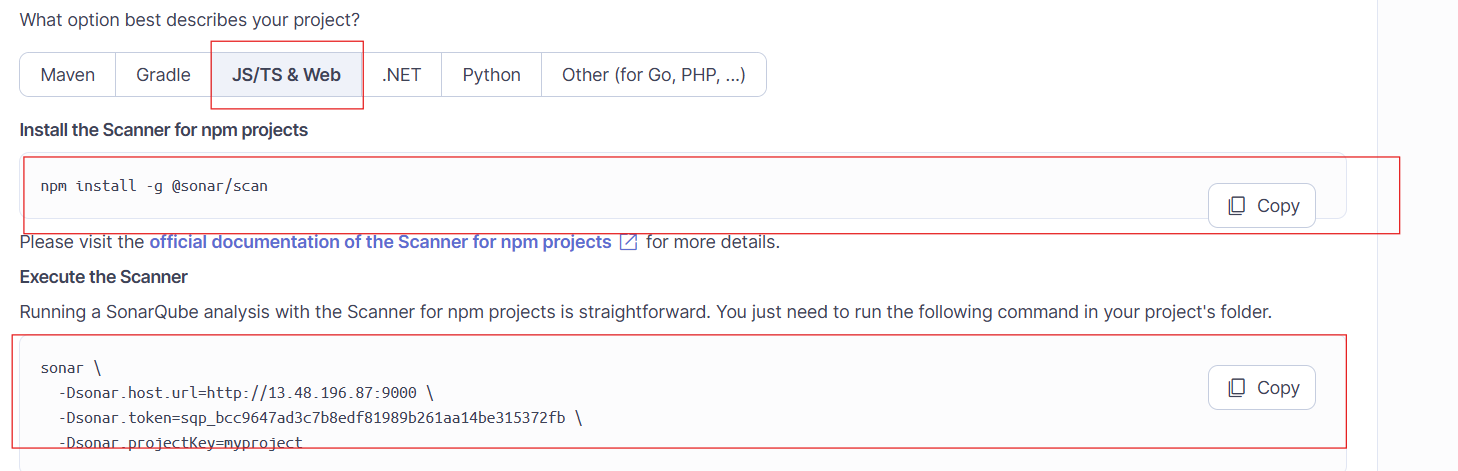 What option best describes your project?
Maven Gradle JS/TS & Web .NET Python Other (for Go, PHP, ...)
Install the Scanner for npm projects
npm install -g @sonar/scan
Copy
Please visit the official documentation of the Scanner for npm projects for more details.
Execute the Scanner
Running a SonarQube analysis with the Scanner for npm projects is straightforward. You just need to run the following command in your project's folder.
sonar \
Copy
-Dsonar.host.url=http://13.48.196.87:9000 \
-Dsonar.token=sqp_bcc9647ad3c7b8edf81989b261aa14be315372fb \
-Dsonar.projectKey=myproject